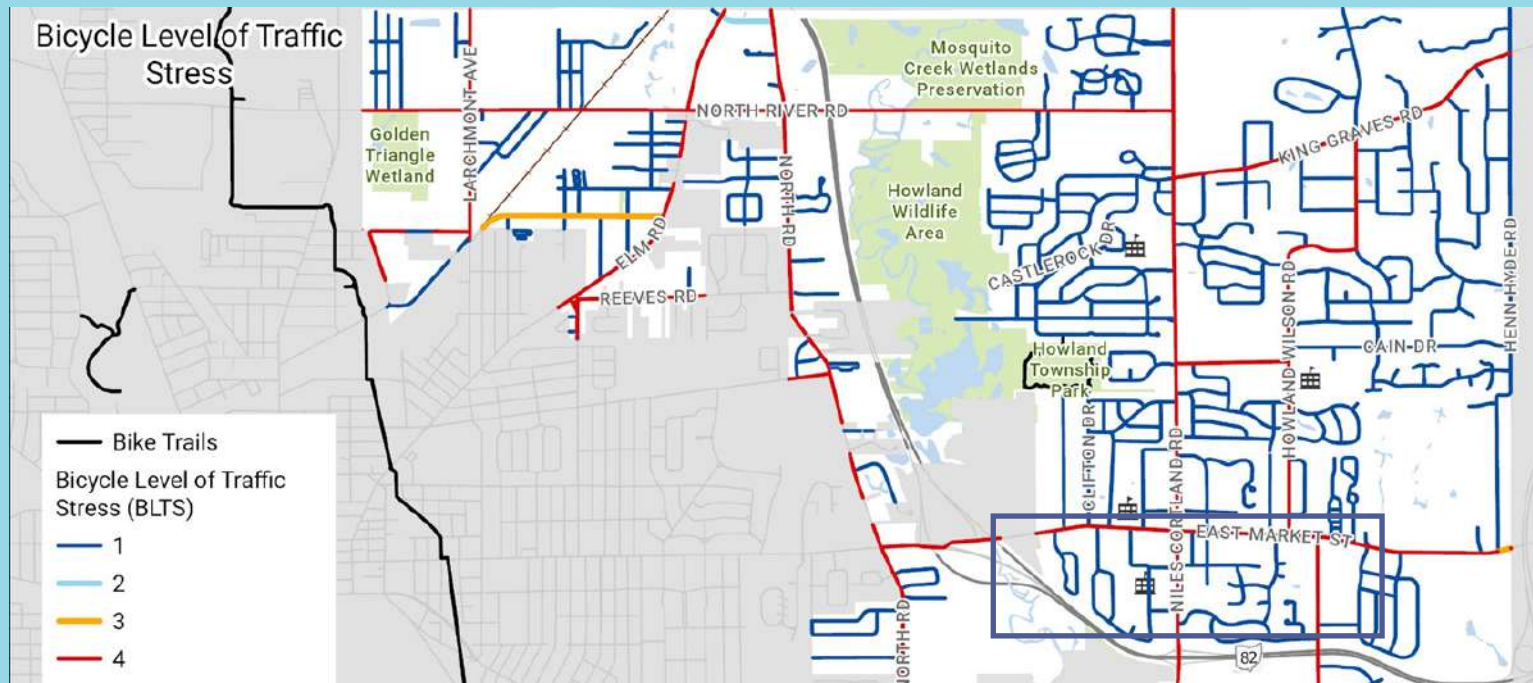 Bicycle Level of Traffic
Stress
LARCHMONT AVE
Mosquito
Creek Wetlands
Preservation
NORTH RIVER RD
Golden
Triangle
Wetland
KING GRAVES RD
NORTH RD
Howland
Wildlife
Area
ELM RD
CASTLEROCK DR
HOWLAND WILSON RD
HENN HYDE RD
REEVES RD
Howland
Township
Park
CAIN DR
CLIFTON DR
NILES CORTLAND RD
EAST MARKET ST
NORTH RD
82
Bike Trails
Bicycle Level of Traffic
Stress (BLTS)
1
2
3
4